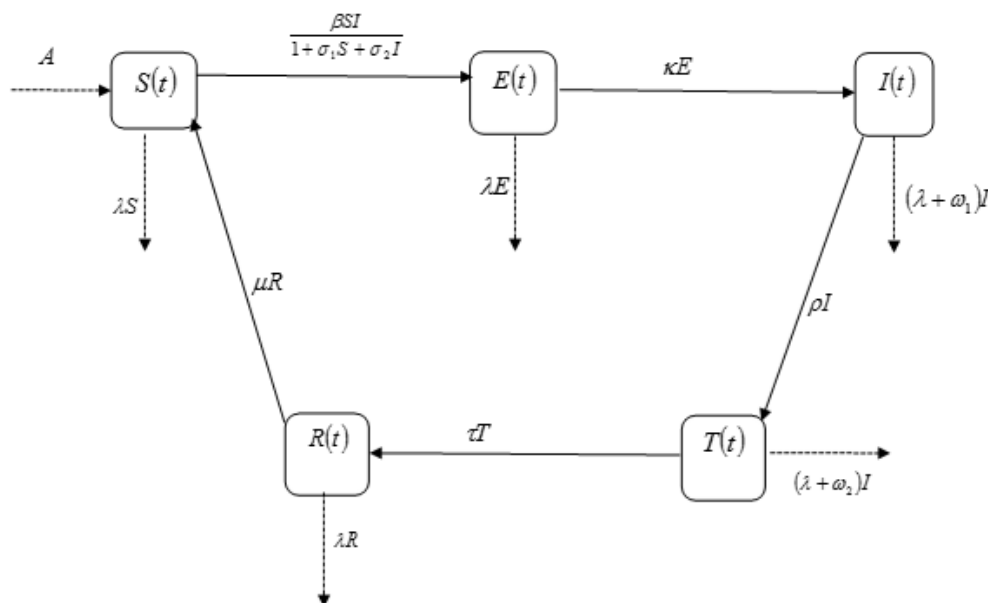 A
S(t)
βSI
1 + σ₁S + σ₂I
E(t)
κE
I(t)
λS
λE
(λ + ω₁)I
μR
ρI
R(t)
τT
T(t)
(λ + ω₂)I
λR